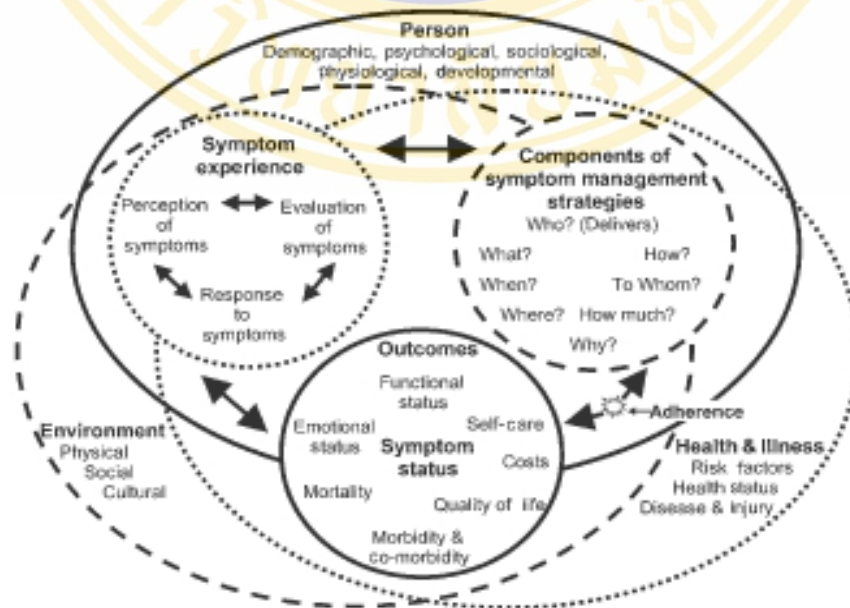 Person
Demographic, psychological, sociological,
physiological, developmental
Symptom
experience
Perception
of
symptoms
Evaluation
of
symptoms
Response
to
symptoms
Components of
symptom management
strategies
Who? (Delivers)
What?
How?
When?
To Whom?
Where?
How much?
Why?
Outcomes
Functional
status
Emotional
status
Self-care
Symptom
status
Costs
Mortality
Quality of life
Morbidity &
co-morbidity
Adherence
Environment
Physical
Social
Cultural
Health & Illness
Risk factors
Health status
Disease & Injury